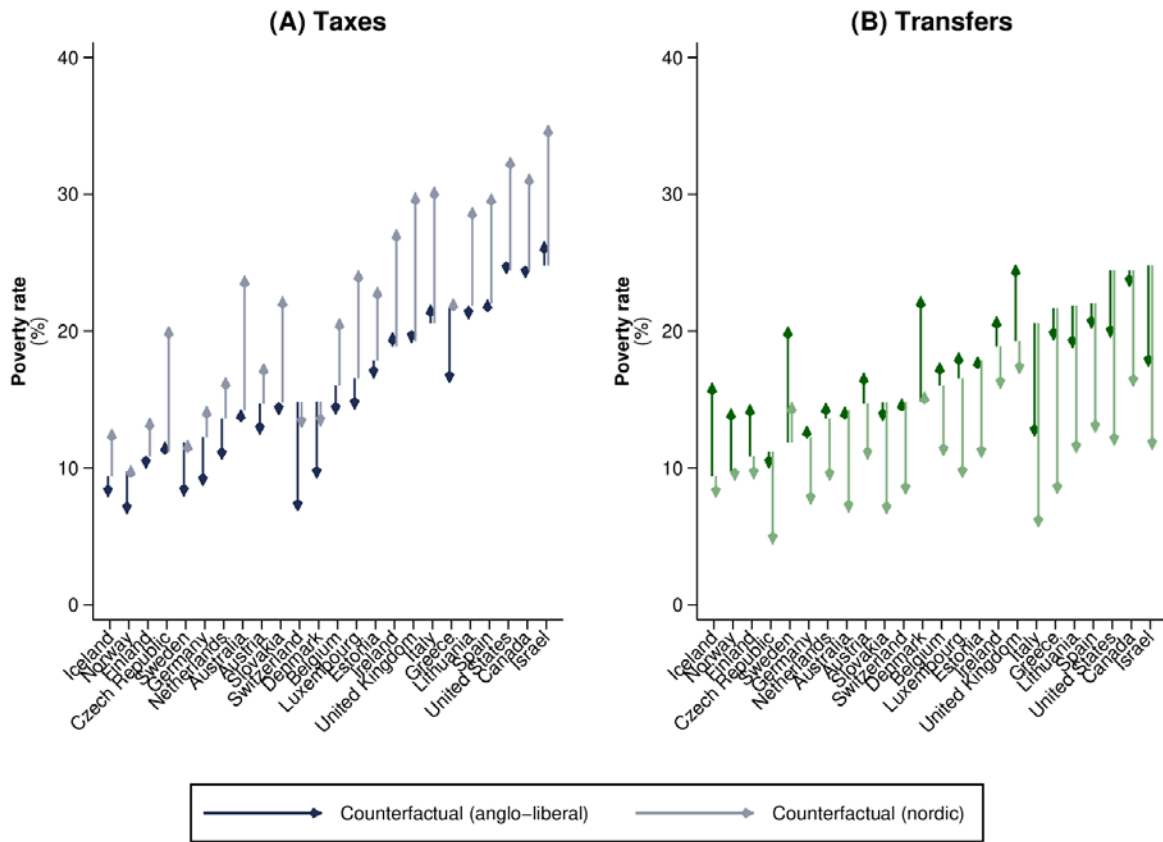 (A) Taxes
(B) Transfers
Poverty rate
(%)
40
30
20
10
0
Iceland
Norway
Finland
Czech Republic
Sweden
Germany
Netherlands
Australia
Austria
Slovakia
Switzerland
Denmark
Belgium
Luxembourg
Estonia
Ireland
United Kingdom
Italy
Greece
Lithuania
Spain
United States
Canada
Israel
Poverty rate
(%)
40
30
20
10
0
Iceland
Norway
Finland
Czech Republic
Sweden
Germany
Netherlands
Australia
Austria
Slovakia
Switzerland
Denmark
Belgium
Luxembourg
Estonia
Ireland
United Kingdom
Italy
Greece
Lithuania
Spain
United States
Canada
Israel
Counterfactual (anglo−liberal)
Counterfactual (nordic)